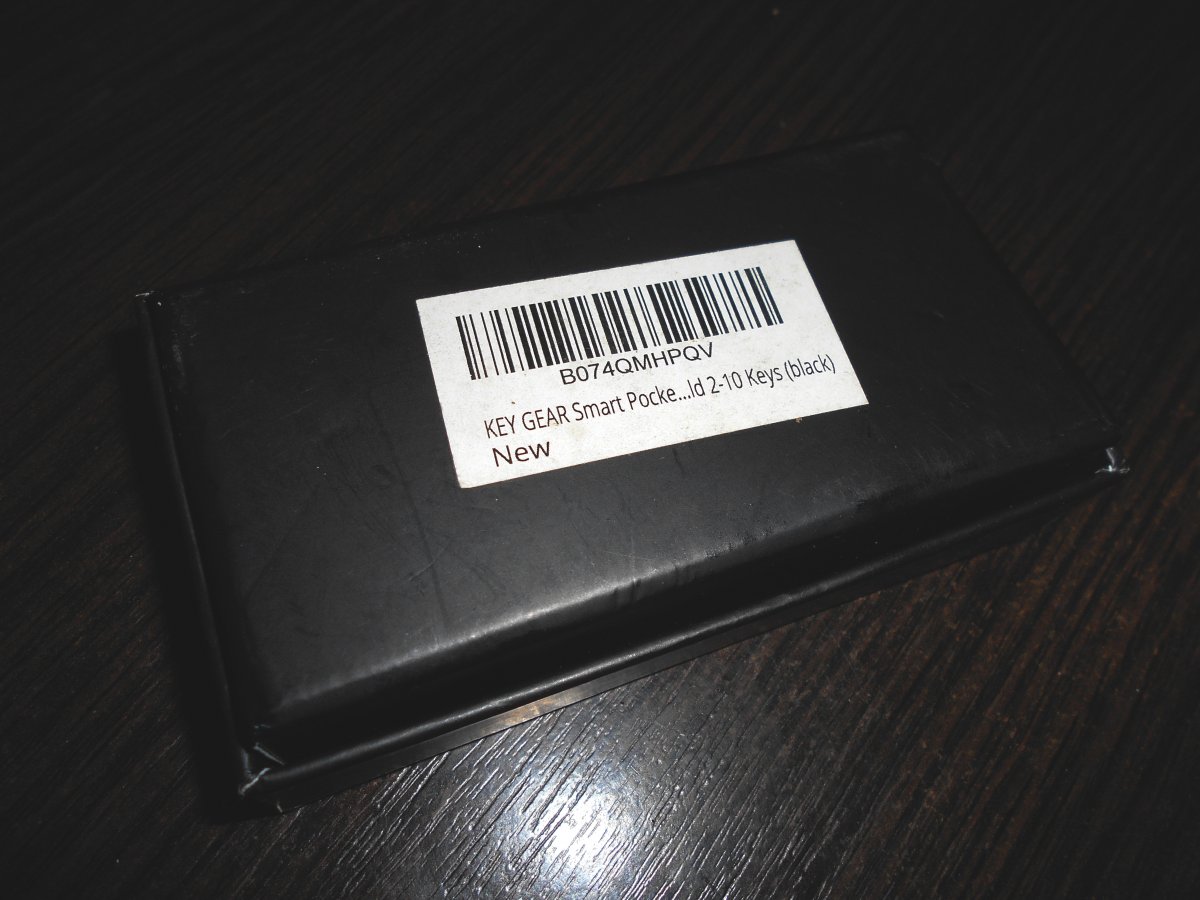 B074QMHPQV
KEY GEAR Smart Pocke...ld 2-10 Keys (black)
New